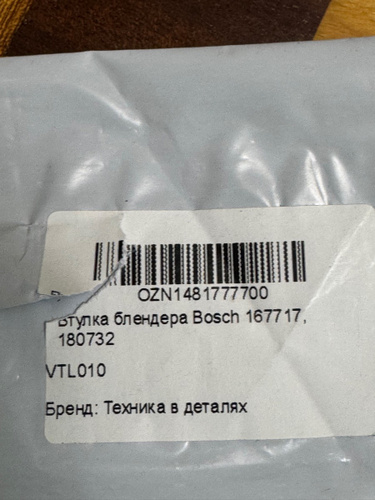 OZN1481777700
Втулка блендера Bosch 167717,
180732
VTL010
Бренд: Техника в деталях